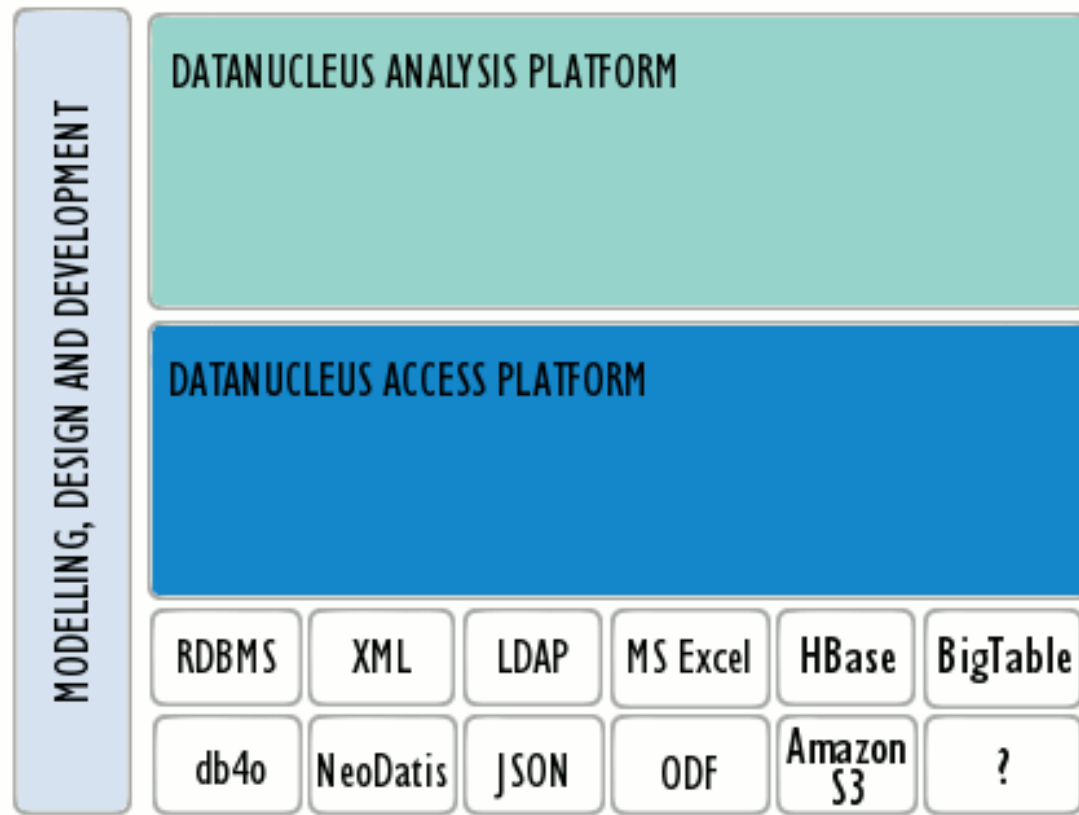 MODELLING, DESIGN AND DEVELOPMENT
DATANUCLEUS ANALYSIS PLATFORM
DATANUCLEUS ACCESS PLATFORM
RDBMS
XML
LDAP
MS Excel
HBase
BigTable
db4o
NeoDatis
JSON
ODF
Amazon
S3
?